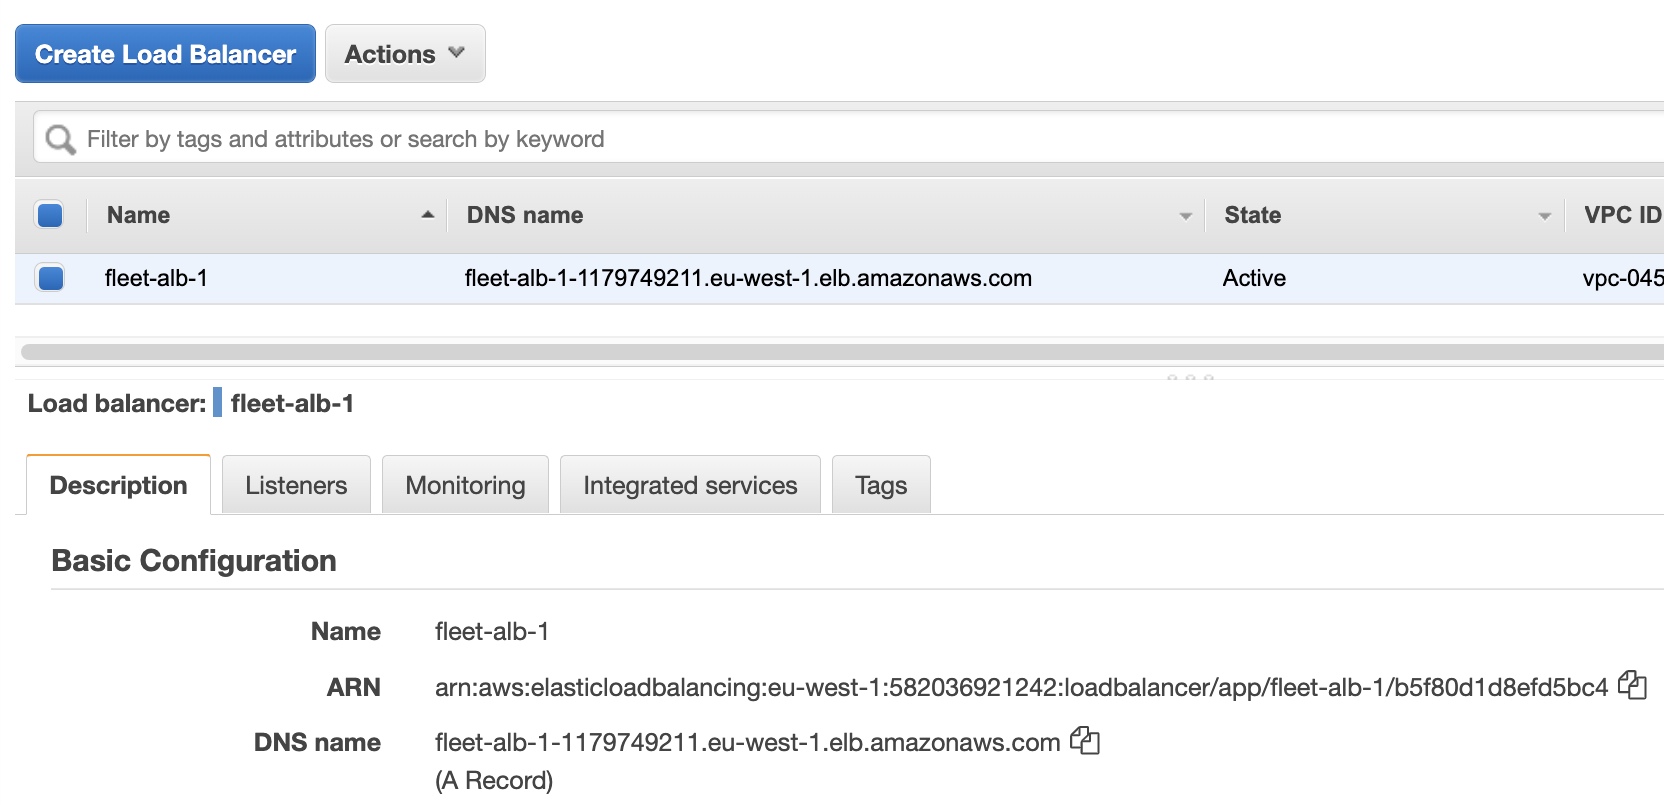 Create Load Balancer Actions
Filter by tags and attributes or search by keyword
Name DNS name State VPC ID
fleet-alb-1 fleet-alb-1-1179749211.eu-west-1.elb.amazonaws.com Active vpc-045
Load balancer: fleet-alb-1
Description Listeners Monitoring Integrated services Tags
Basic Configuration
Name fleet-alb-1
ARN arn:aws:elasticloadbalancing:eu-west-1:582036921242:loadbalancer/app/fleet-alb-1/b5f80d1d8efd5bc4
DNS name fleet-alb-1-1179749211.eu-west-1.elb.amazonaws.com
(A Record)